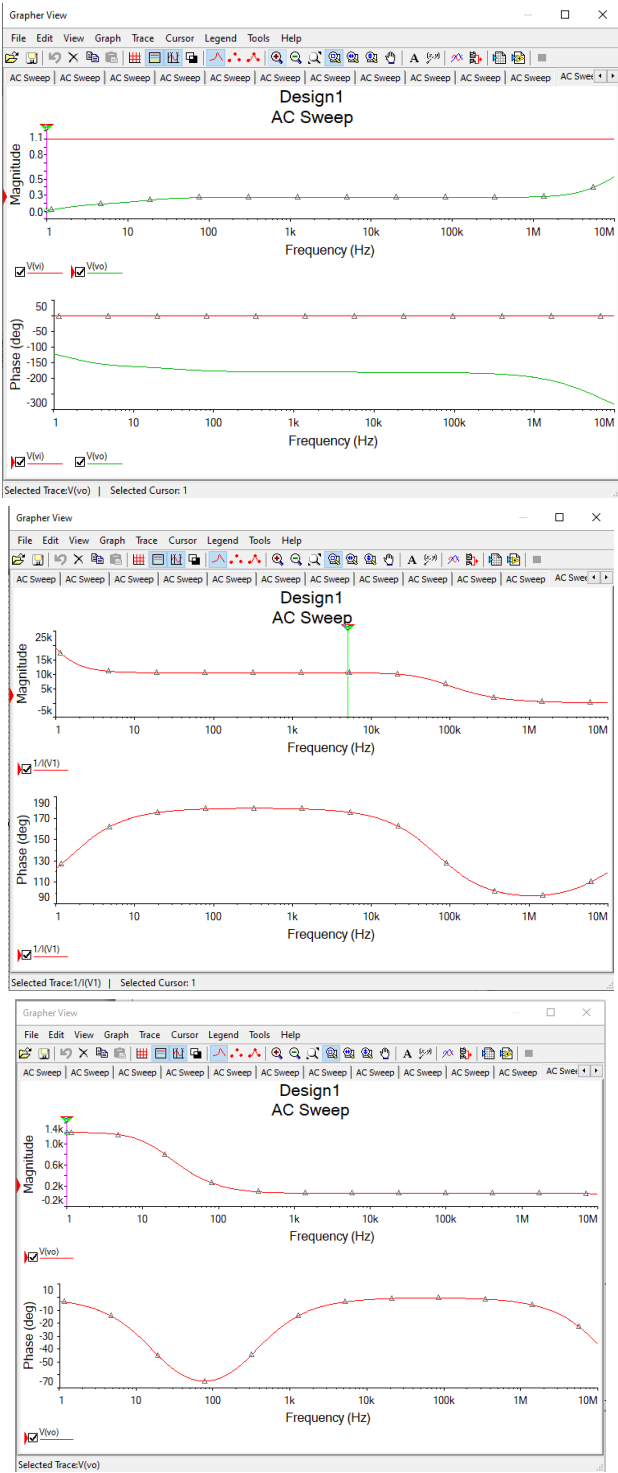 Grapher View
File Edit View Graph Trace Cursor Legend Tools Help
AC Sweep | AC Sweep | AC Sweep | AC Sweep | AC Sweep | AC Sweep | AC Sweep | AC Sweep | AC Sweep | AC Sweep | AC Sweep | AC Swee
Design1
AC Sweep
Magnitude
1.1
0.8
0.5
0.3
0.0
1 10 100 1k 10k 100k 1M 10M
Frequency (Hz)
V(vi) V(vo)
Phase (deg)
50
-50
-100
-150
-200
-300
1 10 100 1k 10k 100k 1M 10M
Frequency (Hz)
V(vi) V(vo)
Selected Trace:V(vo) | Selected Cursor: 1
Grapher View
File Edit View Graph Trace Cursor Legend Tools Help
AC Sweep | AC Sweep | AC Sweep | AC Sweep | AC Sweep | AC Sweep | AC Sweep | AC Sweep | AC Sweep | AC Sweep | AC Sweep | AC Swee
Design1
AC Sweep
Magnitude
25k
15k
10k
5k
-5k
1 10 100 1k 10k 100k 1M 10M
Frequency (Hz)
1/I(V1)
Phase (deg)
190
170
150
130
110
90
1 10 100 1k 10k 100k 1M 10M
Frequency (Hz)
1/I(V1)
Selected Trace:1/I(V1) | Selected Cursor: 1
Grapher View
File Edit View Graph Trace Cursor Legend Tools Help
AC Sweep | AC Sweep | AC Sweep | AC Sweep | AC Sweep | AC Sweep | AC Sweep | AC Sweep | AC Sweep | AC Sweep | AC Sweep | AC Swee
Design1
AC Sweep
Magnitude
1.4k
1.0k
0.6k
0.2k
-0.2k
1 10 100 1k 10k 100k 1M 10M
Frequency (Hz)
V(vo)
Phase (deg)
10
-10
-20
-30
-40
-50
-70
1 10 100 1k 10k 100k 1M 10M
Frequency (Hz)
V(vo)
Selected Trace:V(vo)